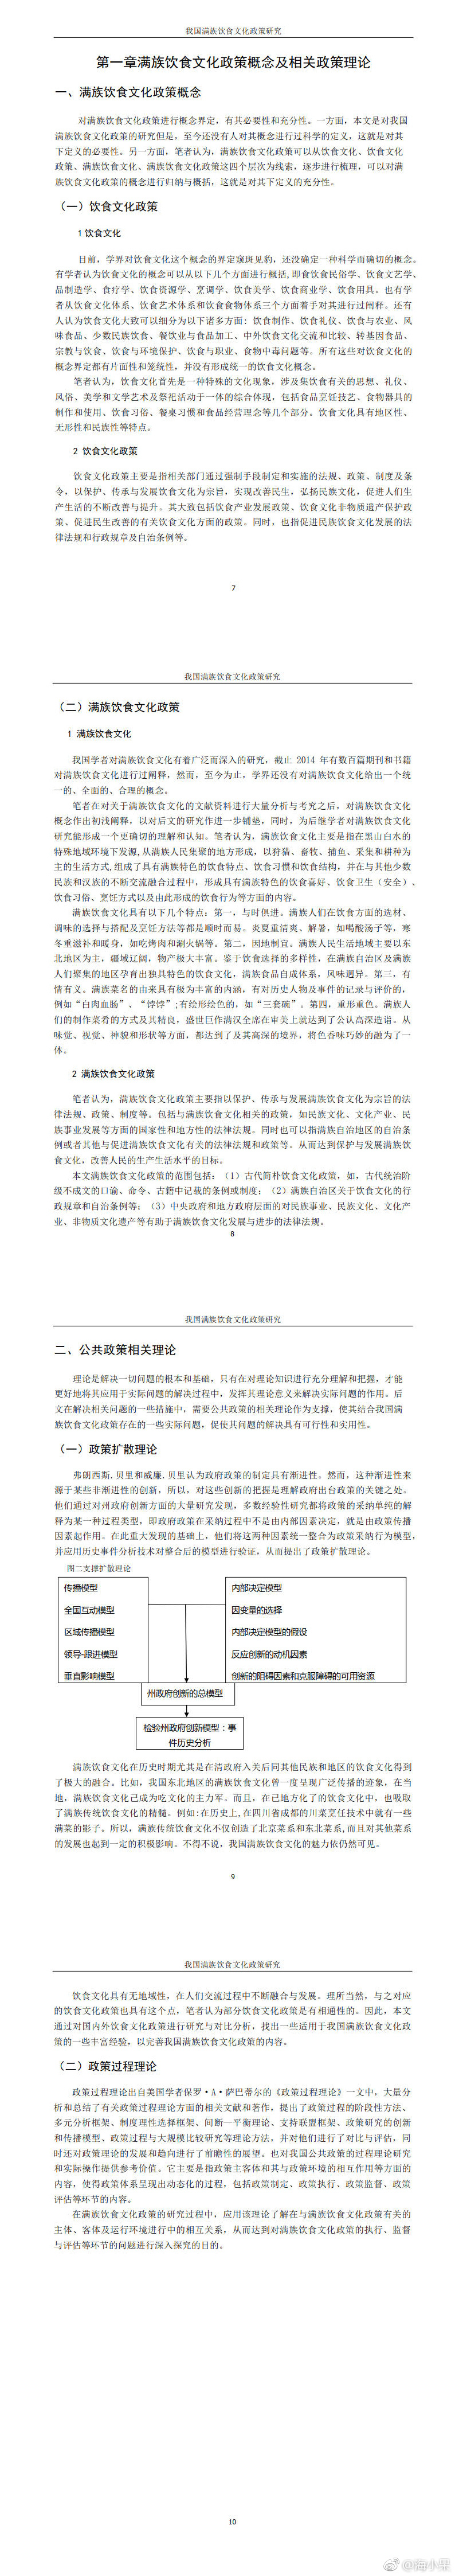 我国满族饮食文化政策研究
第一章满族饮食文化政策概念及相关政策理论
一、满族饮食文化政策概念
对满族饮食文化政策进行概念界定，有其必要性和充分性。一方面，本文是对我国
满族饮食文化政策的研究但是，至今还没有人对其概念进行过科学的定义，这就是对其
下定义的必要性。另一方面，笔者认为，满族饮食文化政策可以从饮食文化、饮食文化
政策、满族饮食文化、满族饮食文化政策这四个层次为线索，逐步进行梳理，可以对满
族饮食文化政策的概念进行归纳与概括，这就是对其下定义的充分性。
（一）饮食文化政策
1 饮食文化
目前，学界对饮食文化这个概念的界定窥斑见豹，还没确定一种科学而确切的概念。
有学者认为饮食文化的概念可以从以下几个方面进行概括,即食饮食民俗学、饮食文艺学、
品制造学、食疗学、饮食资源学、烹调学、饮食美学、饮食商业学、饮食用具。也有学
者从饮食文化体系、饮食艺术体系和饮食食物体系三个方面着手对其进行过阐释。还有
人认为饮食文化大致可以细分为以下诸多方面: 饮食制作、饮食礼仪、饮食与农业、风
味食品、少数民族饮食、餐饮业与食品加工、中外饮食文化交流和比较、转基因食品、
宗教与饮食、饮食与环境保护、饮食与职业、食物中毒问题等。所有这些对饮食文化的
概念界定都有片面性和笼统性，并没有形成统一的饮食文化概念。
笔者认为，饮食文化首先是一种特殊的文化现象，涉及集饮食有关的思想、礼仪、
风俗、美学和文学艺术及祭祀活动于一体的综合体现，包括食品烹饪技艺、食物器具的
制作和使用、饮食习俗、餐桌习惯和食品经营理念等几个部分。饮食文化具有地区性、
无形性和民族性等特点。
2 饮食文化政策
饮食文化政策主要是指相关部门通过强制手段制定和实施的法规、政策、制度及条
令，以保护、传承与发展饮食文化为宗旨，实现改善民生，弘扬民族文化，促进人们生
产生活的不断改善与提升。其大致包括饮食产业发展政策、饮食文化非物质遗产保护政
策、促进民生改善的有关饮食文化方面的政策。同时，也指促进民族饮食文化发展的法
律法规和行政规章及自治条例等。
7
我国满族饮食文化政策研究
（二）满族饮食文化政策
1 满族饮食文化
我国学者对满族饮食文化有着广泛而深入的研究，截止 2014 年有数百篇期刊和书籍
对满族饮食文化进行过阐释，然而，至今为止，学界还没有对满族饮食文化给出一个统
一的、全面的、合理的概念。
笔者在对关于满族饮食文化的文献资料进行大量分析与考究之后，对满族饮食文化
概念作出初浅阐释，以对后文的研究作进一步铺垫，同时，为后继学者对满族饮食文化
研究能形成一个更确切的理解和认知。笔者认为，满族饮食文化主要是指在黑山白水的
特殊地域环境下发源,从满族人民集聚的地方形成，以狩猎、畜牧、捕鱼、采集和耕种为
主的生活方式,组成了具有满族特色的饮食特点、饮食习惯和饮食结构，并在与其他少数
民族和汉族的不断交流融合过程中，形成具有满族特色的饮食喜好、饮食卫生（安全）、
饮食习俗、烹饪方式以及由此形成的饮食行为等方面的内容。
满族饮食文化具有以下几个特点：第一，与时俱进。满族人们在饮食方面的选材、
调味的选择与搭配及烹饪方法等都是顺时而易。炎夏重清爽、解暑，如喝酸汤子等，寒
冬重滋补和暖身，如吃烤肉和涮火锅等。第二，因地制宜。满族人民生活地域主要以东
北地区为主，疆域辽阔，物产极大丰富。鉴于饮食选择的多样性，在满族自治区及满族
人们聚集的地区孕育出独具特色的饮食文化，满族食品自成体系，风味迥异。第三，有
情有义。满族菜名的由来具有极为丰富的内涵，有对历史人物及事件的记录与评价的，
例如“白肉血肠”、“饽饽”;有绘形绘色的，如“三套碗”。第四，重形重色。满族人
们的制作菜肴的方式及其精良，盛世巨作满汉全席在审美上就达到了公认高深造诣。从
味觉、视觉、神貌和形状等方面，都达到了及其高深的境界，将色香味巧妙的融为了一
体。
2 满族饮食文化政策
笔者认为，满族饮食文化政策主要指以保护、传承与发展满族饮食文化为宗旨的法
律法规、政策、制度等。包括与满族饮食文化相关的政策，如民族文化、文化产业、民
族事业发展等方面的国家性和地方性的法律法规。同时也可以指满族自治地区的自治条
例或者其他与促进满族饮食文化有关的法律法规和政策等。从而达到保护与发展满族饮
食文化，改善人民的生产生活水平的目标。
本文满族饮食文化政策的范围包括：（1）古代简朴饮食文化政策，如，古代统治阶
级不成文的口谕、命令、古籍中记载的条例或制度；（2）满族自治区关于饮食文化的行
政规章和自治条例等；（3）中央政府和地方政府层面的对民族事业、民族文化、文化产
业、非物质文化遗产等有助于满族饮食文化发展与进步的法律法规。
8
我国满族饮食文化政策研究
二、公共政策相关理论
理论是解决一切问题的根本和基础，只有在对理论知识进行充分理解和把握，才能
更好地将其应用于实际问题的解决过程中，发挥其理论意义来解决实际问题的作用。后
文在解决相关问题的一些措施中，需要公共政策的相关理论作为支撑，使其结合我国满
族饮食文化政策存在的一些实际问题，促使其问题的解决具有可行性和实用性。
（一）政策扩散理论
弗朗西斯.贝里和威廉.贝里认为政府政策的制定具有渐进性。然而，这种渐进性来
源于某些非渐进性的创新，所以，对这些创新的把握是理解政府出台政策的关键之处。
他们通过对州政府创新方面的大量研究发现，多数经验性研究都将政策的采纳单纯的解
释为某一种过程类型，即政府政策在采纳过程中不是由内部因素决定，就是由政策传播
因素起作用。在此重大发现的基础上，他们将这两种因素统一整合为政策采纳行为模型，
并应用历史事件分析技术对整合后的模型进行验证，从而提出了政策扩散理论。
图二支撑扩散理论
传播模型
全国互动模型
区域传播模型
领导-跟进模型
垂直影响模型
内部决定模型
因变量的选择
内部决定模型的假设
反应创新的动机因素
创新的阻碍因素和克服障碍的可用资源
州政府创新的总模型
检验州政府创新模型：事
件历史分析
满族饮食文化在历史时期尤其是在清政府入关后同其他民族和地区的饮食文化得到
了极大的融合。比如，我国东北地区的满族饮食文化曾一度呈现广泛传播的迹象，在当
地，满族饮食文化己成为吃文化的主力军。而且，在已地方化了的饮食文化中，也吸取
了满族传统饮食文化的精髓。例如:在历史上,在四川省成都的川菜烹任技术中就有一些
满菜的影子。所以，满族传统饮食文化不仅创造了北京菜系和东北菜系,而且对其他菜系
的发展也起到一定的积极影响。不得不说，我国满族饮食文化的魅力依仍然可见。
9
我国满族饮食文化政策研究
饮食文化具有无地域性，在人们交流过程中不断融合与发展。理所当然，与之对应
的饮食文化政策也具有这个点，笔者认为部分饮食文化政策是有相通性的。因此，本文
通过对国内外饮食文化政策进行研究与对比分析，找出一些适用于我国满族饮食文化政
策的一些丰富经验，以完善我国满族饮食政策的内容。
（二）政策过程理论
政策过程理论出自美国学者保罗·A·萨巴蒂尔的《政策过程理论》一文中，大量分
析和总结了有关政策过程理论方面的相关文献和著作，提出了政策过程的阶段性方法、
多元分析框架、制度理性选择框架、间断—平衡理论、支持联盟框架、政策研究的创新
和传播模型、政策过程与大规模比较研究等理论方法，并对他们进行了对比与评估，同
时还对政策理论的发展和趋向进行了前瞻性的展望。也对我国公共政策的过程理论研究
和实际操作提供参考价值。它主要是指政策主客体和其与政策环境的相互作用等方面的
内容，使得政策体系呈现出动态化的过程，包括政策制定、政策执行、政策监督、政策
评估等环节的内容。
在满族饮食文化政策的研究过程中，应用该理论了解在与满族饮食文化政策有关的
主体、客体及运行环境进行中的相互关系，从而达到对满族饮食文化政策的执行、监督
与评估等环节的问题进行深入探究的目的。
10